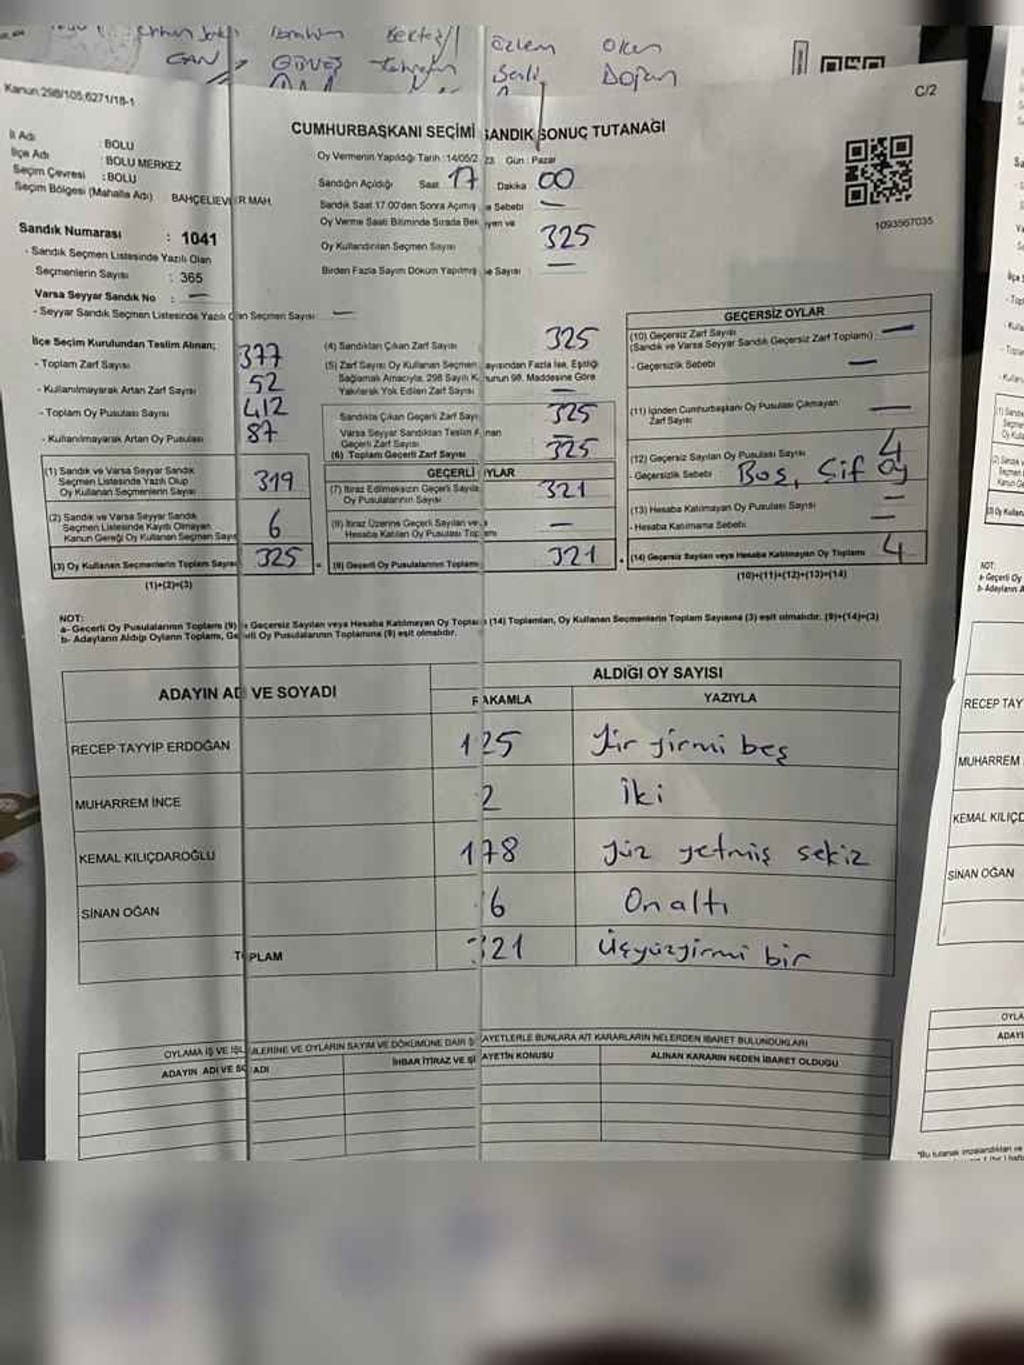 Özlem
Kanun:298/105,6271/18-1
C/2
CUMHURBAŞKANI SEÇİMİ SANDIK SONUÇ TUTANAĞI
İl Adı : BOLU
İlçe Adı : BOLU MERKEZ
Seçim Çevresi : BOLU
Seçim Bölgesi (Mahalle Adı) BAHÇELİEVLER MAH.
Oy Vermenin Yapıldığı Tarih : 14/05/2023 Gün : Pazar
Sandığın Açıldığı Saat 17 Dakika 00
Sandık Saat 17.00'den Sonra Açılmış Sebebi —
Oy Verme Saati Bitiminde Sırada Bekleyen ve
Oy Kullandırılan Seçmen Sayısı 325
Birden Fazla Sayım Döküm Yapılmış Sayısı —
1093567035
Sandık Numarası : 1041
- Sandık Seçmen Listesinde Yazılı Olan
Seçmenlerin Sayısı : 365
Varsa Seyyar Sandık No : —
- Seyyar Sandık Seçmen Listesinde Yazılı Olan Seçmen Sayısı: —
İlçe Seçim Kurulundan Teslim Alınan;
- Toplam Zarf Sayısı 377
- Kullanılmayarak Artan Zarf Sayısı 52
- Toplam Oy Pusulası Sayısı 412
- Kullanılmayarak Artan Oy Pusulası 87
(1) Sandık ve Varsa Seyyar Sandık
Seçmen Listesinde Yazılı Olup
Oy Kullanan Seçmenlerin Sayısı 319
(2) Sandık ve Varsa Seyyar Sandık
Seçmen Listesinde Kayıtlı Olmayan
Kanun Gereği Oy Kullanan Seçmen Sayısı 6
(3) Oy Kullanan Seçmenlerin Toplam Sayısı 325
(1)+(2)=(3)
(4) Sandıktan Çıkan Zarf Sayısı 325
(5) Zarf Sayısı Oy Kullanan Seçmen Sayısından Fazla İse, Eşitliği
Sağlamak Amacıyla, 298 Sayılı Kanunun 98. Maddesine Göre
Yakılarak Yok Edilen Zarf Sayısı —
Sandıkta Çıkan Geçerli Zarf Sayısı 325
Varsa Seyyar Sandıktan Teslim Alınan
Geçerli Zarf Sayısı —
(6) Toplam Geçerli Zarf Sayısı 325
GEÇERLİ OYLAR
(7) İtiraz Edilmeksizin Geçerli Sayılan
Oy Pusulalarının Sayısı 321
(8) İtiraz Üzerine Geçerli Sayılan ve
Hesaba Katılan Oy Pusulası Toplamı —
(9) Geçerli Oy Pusulalarının Toplamı 321
GEÇERSİZ OYLAR
(10) Geçersiz Zarf Sayısı
(Sandık ve Varsa Seyyar Sandık Geçersiz Zarf Toplamı) —
- Geçersizlik Sebebi —
(11) İçinden Cumhurbaşkanı Oy Pusulası Çıkmayan
Zarf Sayısı —
(12) Geçersiz Sayılan Oy Pusulası Sayısı 4
- Geçersizlik Sebebi Boş, Çift oy
(13) Hesaba Katılmayan Oy Pusulası Sayısı —
- Hesaba Katılmama Sebebi —
(14) Geçersiz Sayılan veya Hesaba Katılmayan Oy Toplamı 4
(10)+(11)+(12)+(13)=(14)
NOT:
a- Geçerli Oy Pusulalarının Toplamı (9) ile Geçersiz Sayılan veya Hesaba Katılmayan Oy Toplamı (14) Toplamları, Oy Kullanan Seçmenlerin Toplam Sayısına (3) eşit olmalıdır. (9)+(14)=(3)
b- Adayların Aldığı Oyların Toplamı, Geçerli Oy Pusulalarının Toplamına (9) eşit olmalıdır.
ADAYIN ADI VE SOYADI ALDIĞI OY SAYISI
RAKAMLA YAZIYLA
RECEP TAYYİP ERDOĞAN 125 yirmi beş
MUHARREM İNCE 2 iki
KEMAL KILIÇDAROĞLU 178 yüz yetmiş sekiz
SİNAN OĞAN 16 On altı
TOPLAM 321 Üçyüzyirmi bir
OYLAMA İŞ VE İŞLEMLERİNE VE OYLARIN SAYIM VE DÖKÜMÜNE DAİR ŞİKAYETLERLE BUNLARA AİT KARARLARIN NELERDEN İBARET BULUNDUKLARI
ADAYIN ADI VE SOYADI İHBAR İTİRAZ VE ŞİKAYETİN KONUSU ALINAN KARARIN NEDEN İBARET OLDUĞU
RECEP TAY
MUHARREM
KEMAL KILIÇD
SİNAN OĞAN